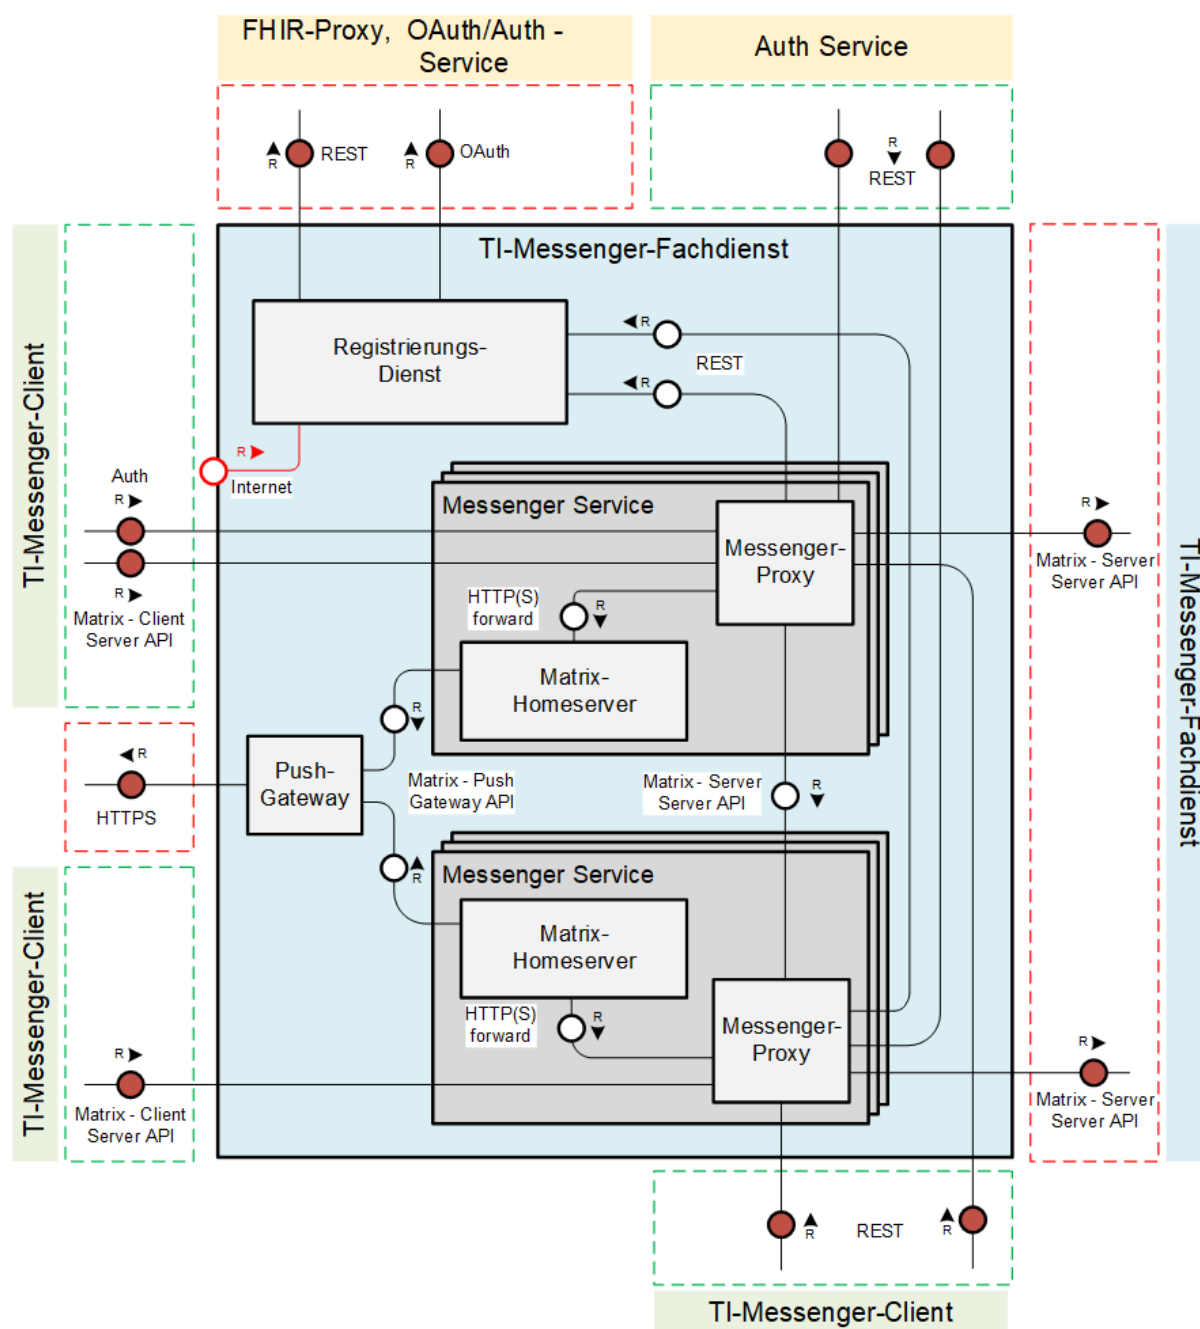 FHIR-Proxy, OAuth/Auth -
Service
Auth Service
R
REST
R
OAuth
R
REST
TI-Messenger-Fachdienst
TI-Messenger-Client
Registrierungs-
Dienst
R
REST
R
R
Internet
Auth
R
R
Matrix - Client
Server API
Messenger Service
Messenger-
Proxy
HTTP(S)
forward
R
Matrix-
Homeserver
R
Matrix - Server
Server API
TI-Messenger-Fachdienst
R
HTTPS
Push-
Gateway
R
Matrix - Push
Gateway API
R
Matrix - Server
Server API
R
TI-Messenger-Client
Messenger Service
Matrix-
Homeserver
HTTP(S)
forward
R
Messenger-
Proxy
R
Matrix - Client
Server API
R
Matrix - Server
Server API
R
REST
R
TI-Messenger-Client